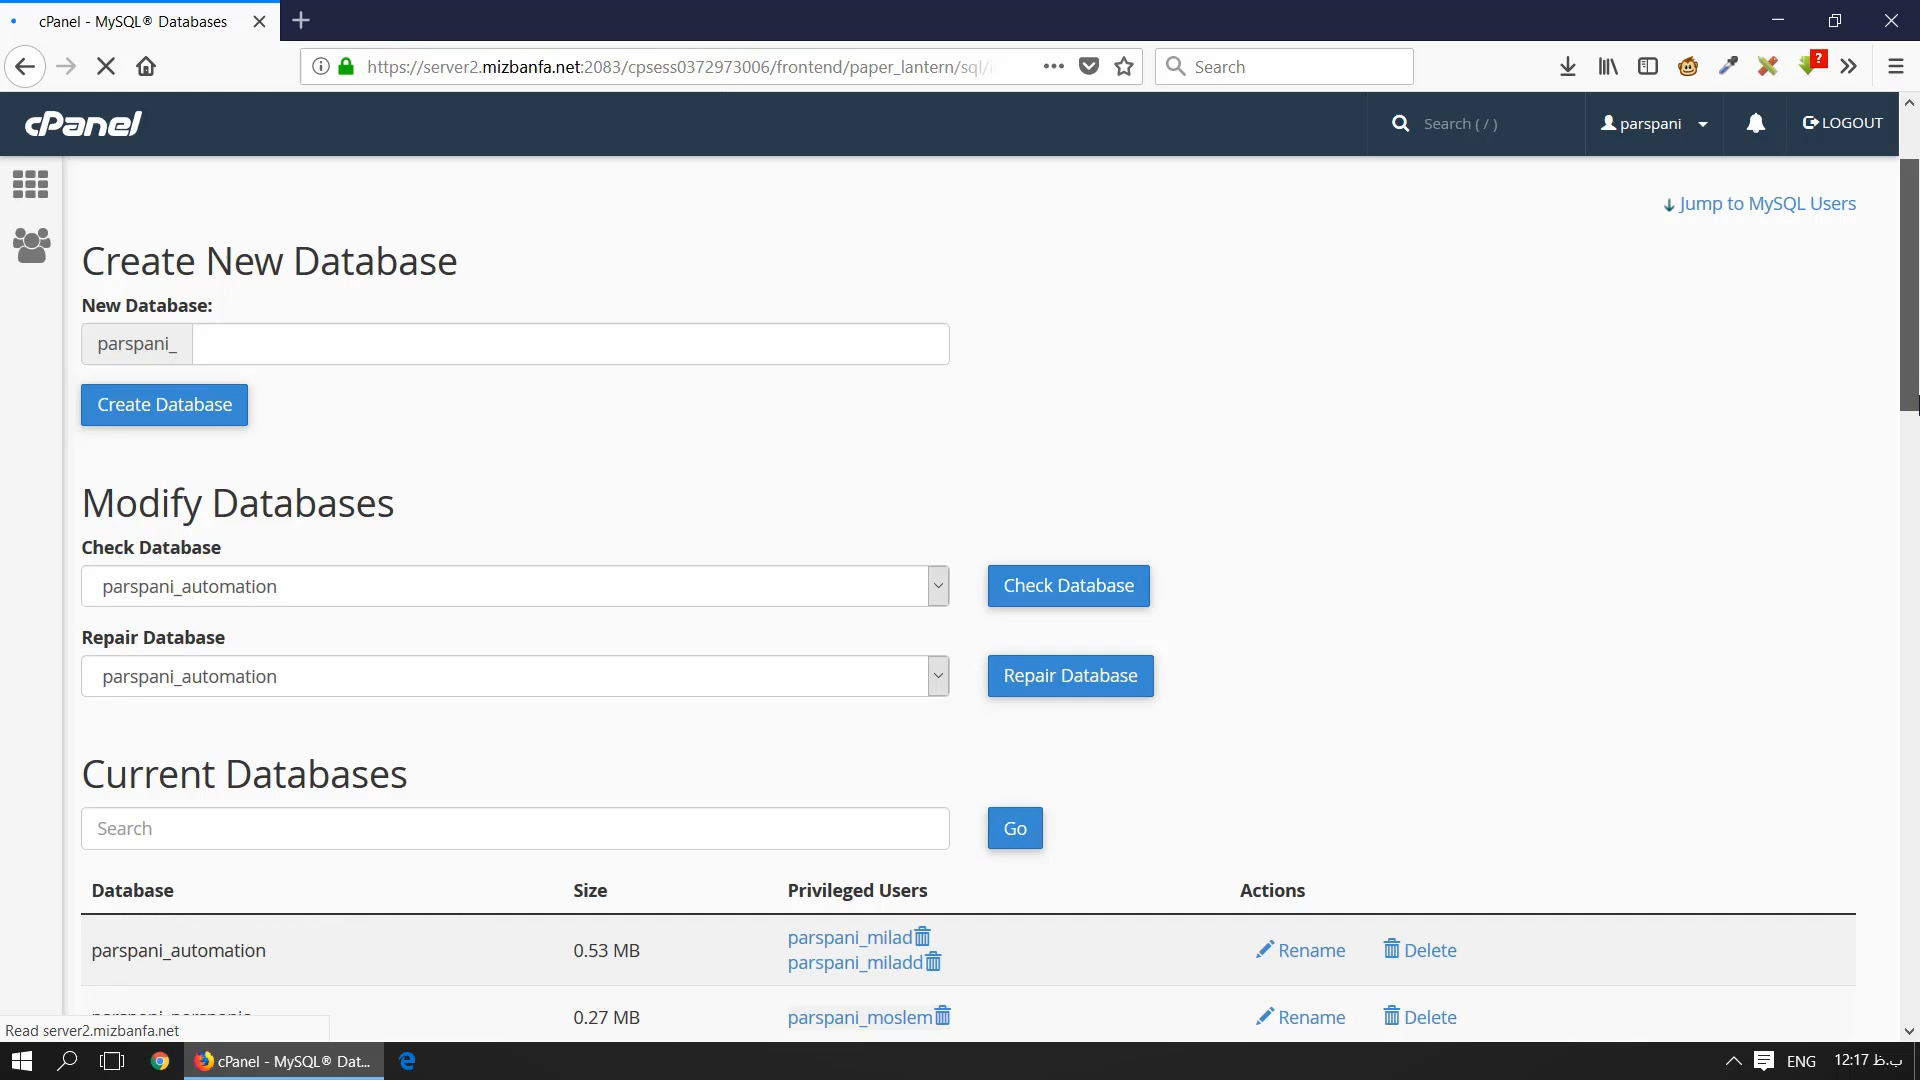 cPanel - MySQL® Databases
https://server2.mizbanfa.net:2083/cpsess0372973006/frontend/paper_lantern/sql/i
Search
?
cPanel
Search ( / )
parspani
LOGOUT
Jump to MySQL Users
Create New Database
New Database:
parspani_
Create Database
Modify Databases
Check Database
parspani_automation
Check Database
Repair Database
parspani_automation
Repair Database
Current Databases
Search
Go
Database Size Privileged Users Actions
parspani_automation 0.53 MB parspani_milad Rename Delete
parspani_miladd
0.27 MB parspani_moslem Rename Delete
Read server2.mizbanfa.net
cPanel - MySQL® Dat...
ENG
12:17 ب.ظ